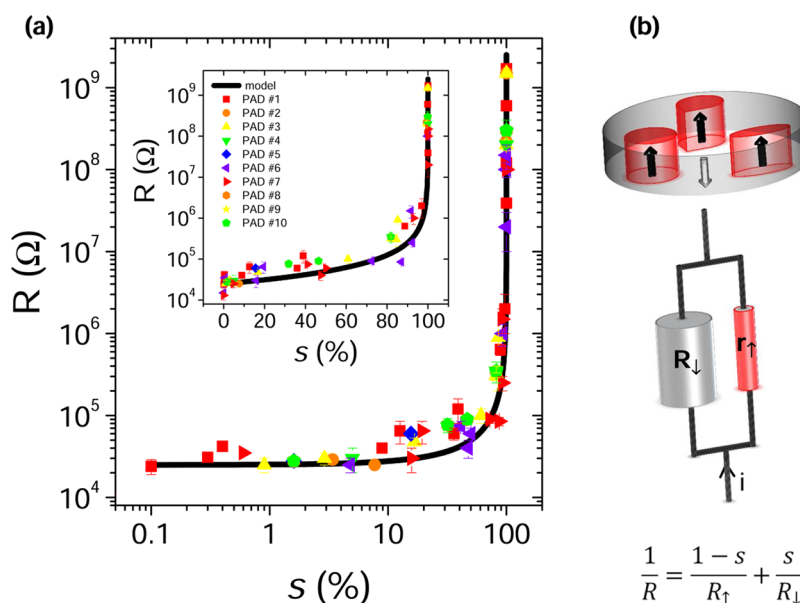 (a)
(b)
R (Ω)
10⁹
10⁸
10⁷
10⁶
10⁵
10⁴
0.1
1
10
100
s (%)
R (Ω)
10⁹
10⁸
10⁷
10⁶
10⁵
10⁴
0
20
40
60
80
100
s (%)
model
PAD #1
PAD #2
PAD #3
PAD #4
PAD #5
PAD #6
PAD #7
PAD #8
PAD #9
PAD #10
R↓
r↑
i
1/R = (1 − s)/R↑ + s/R↓